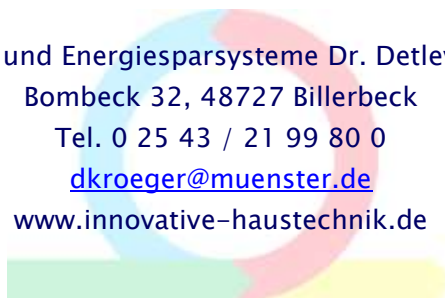 und Energiesparsysteme Dr. Detlev
Bombeck 32, 48727 Billerbeck
Tel. 0 25 43 / 21 99 80 0
dkroeger@muenster.de
www.innovative-haustechnik.de